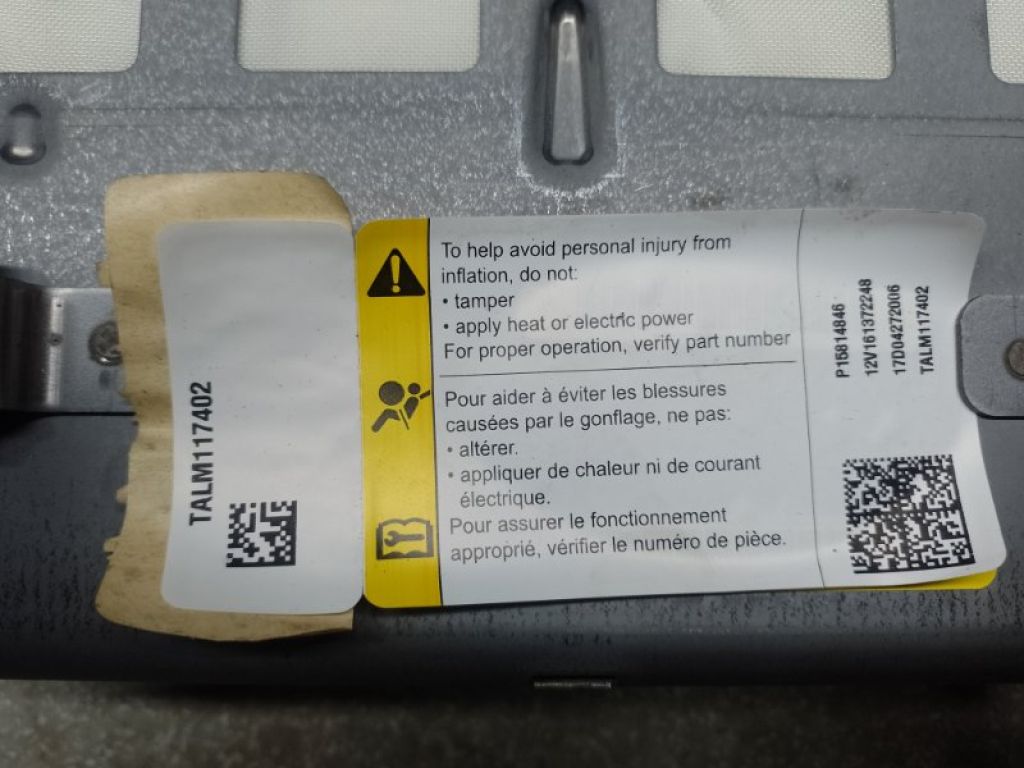 TALM117402
To help avoid personal injury from
inflation, do not:
• tamper
• apply heat or electric power
For proper operation, verify part number
Pour aider à éviter les blessures
causées par le gonflage, ne pas:
• altérer.
• appliquer de chaleur ni de courant
électrique.
Pour assurer le fonctionnement
approprié, vérifier le numéro de pièce.
P15814846
12V161372248
17D04272006
TALM117402